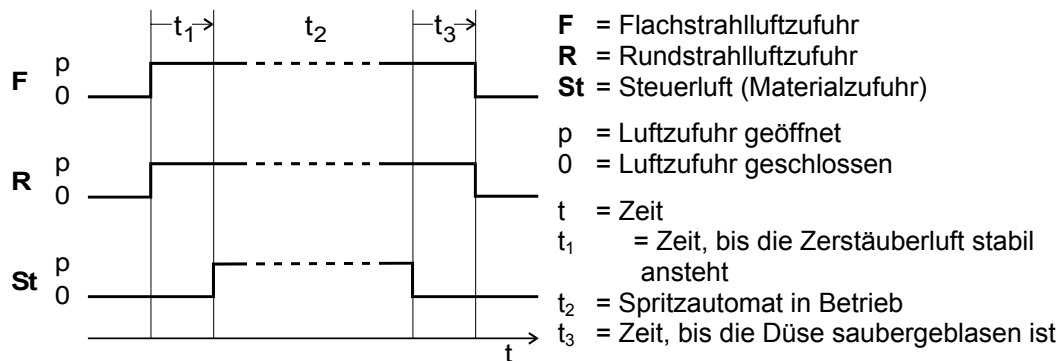 t₁ t₂ t₃
F p
0
R p
0
St p
0
t
F = Flachstrahlluftzufuhr
R = Rundstrahlluftzufuhr
St = Steuerluft (Materialzufuhr)
p = Luftzufuhr geöffnet
0 = Luftzufuhr geschlossen
t = Zeit
t₁ = Zeit, bis die Zerstäuberluft stabil
ansteht
t₂ = Spritzautomat in Betrieb
t₃ = Zeit, bis die Düse saubergeblasen ist